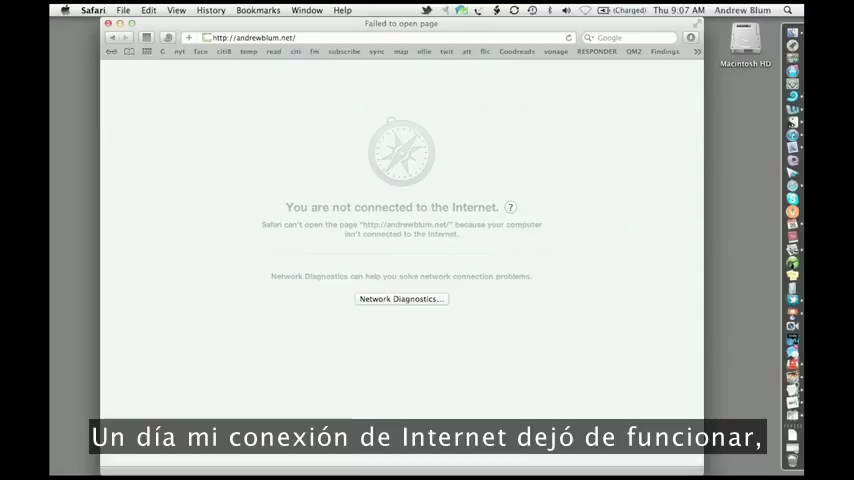 Safari File Edit View History Bookmarks Window Help (Charged) Thu 9:07 AM Andrew Blum
Failed to open page
http://andrewblum.net/ Google
C nyt face citi8 temp read citi fm subscribe sync map ellie twit att flic Goodreads vonage RESPONDER QM2 Findings
Macintosh HD
You are not connected to the Internet. ?
Safari can't open the page "http://andrewblum.net/" because your computer
isn't connected to the Internet.
Network Diagnostics can help you solve network connection problems.
Network Diagnostics...
Un día mi conexión de Internet dejó de funcionar,